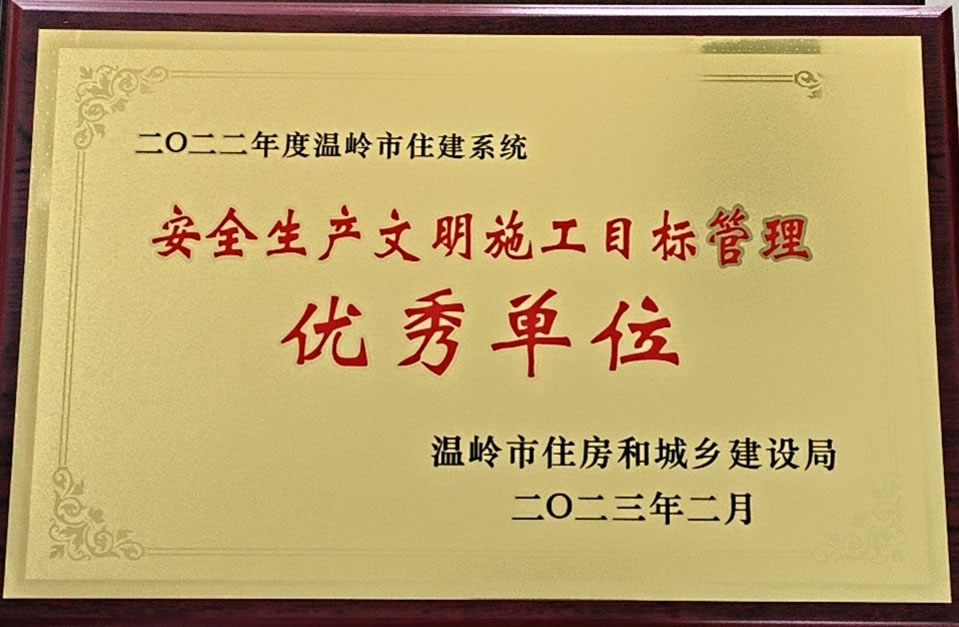 二〇二二年度温岭市住建系统
安全生产文明施工目标管理
优秀单位
温岭市住房和城乡建设局
二〇二三年二月